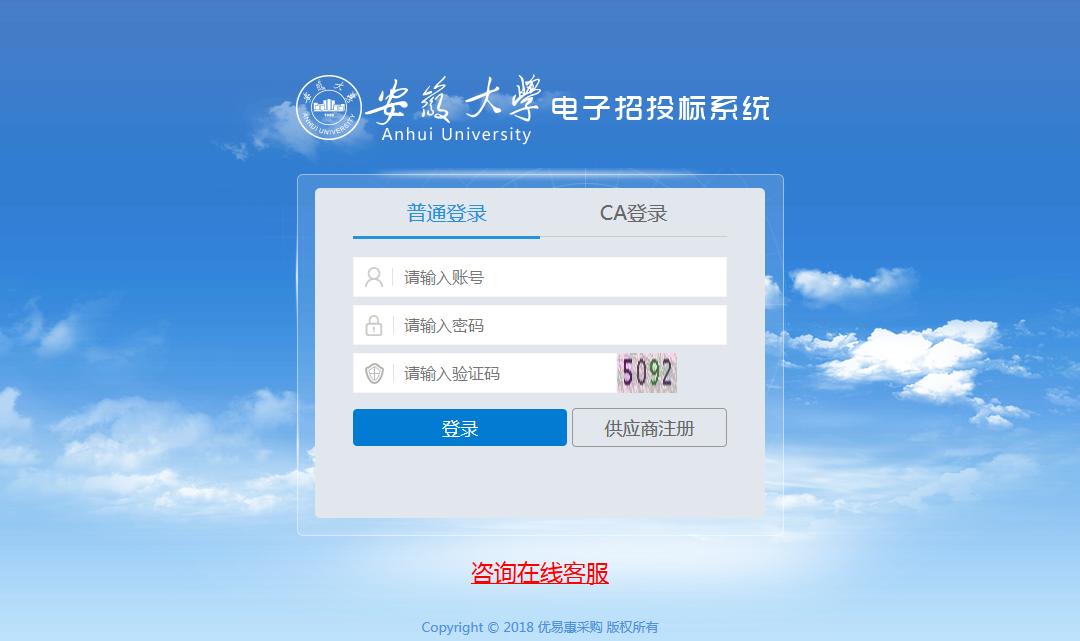 安徽大學 电子招投标系统
Anhui University
普通登录 CA登录
请输入账号
请输入密码
请输入验证码 5092
登录 供应商注册
咨询在线客服
Copyright © 2018 优易惠采购 版权所有